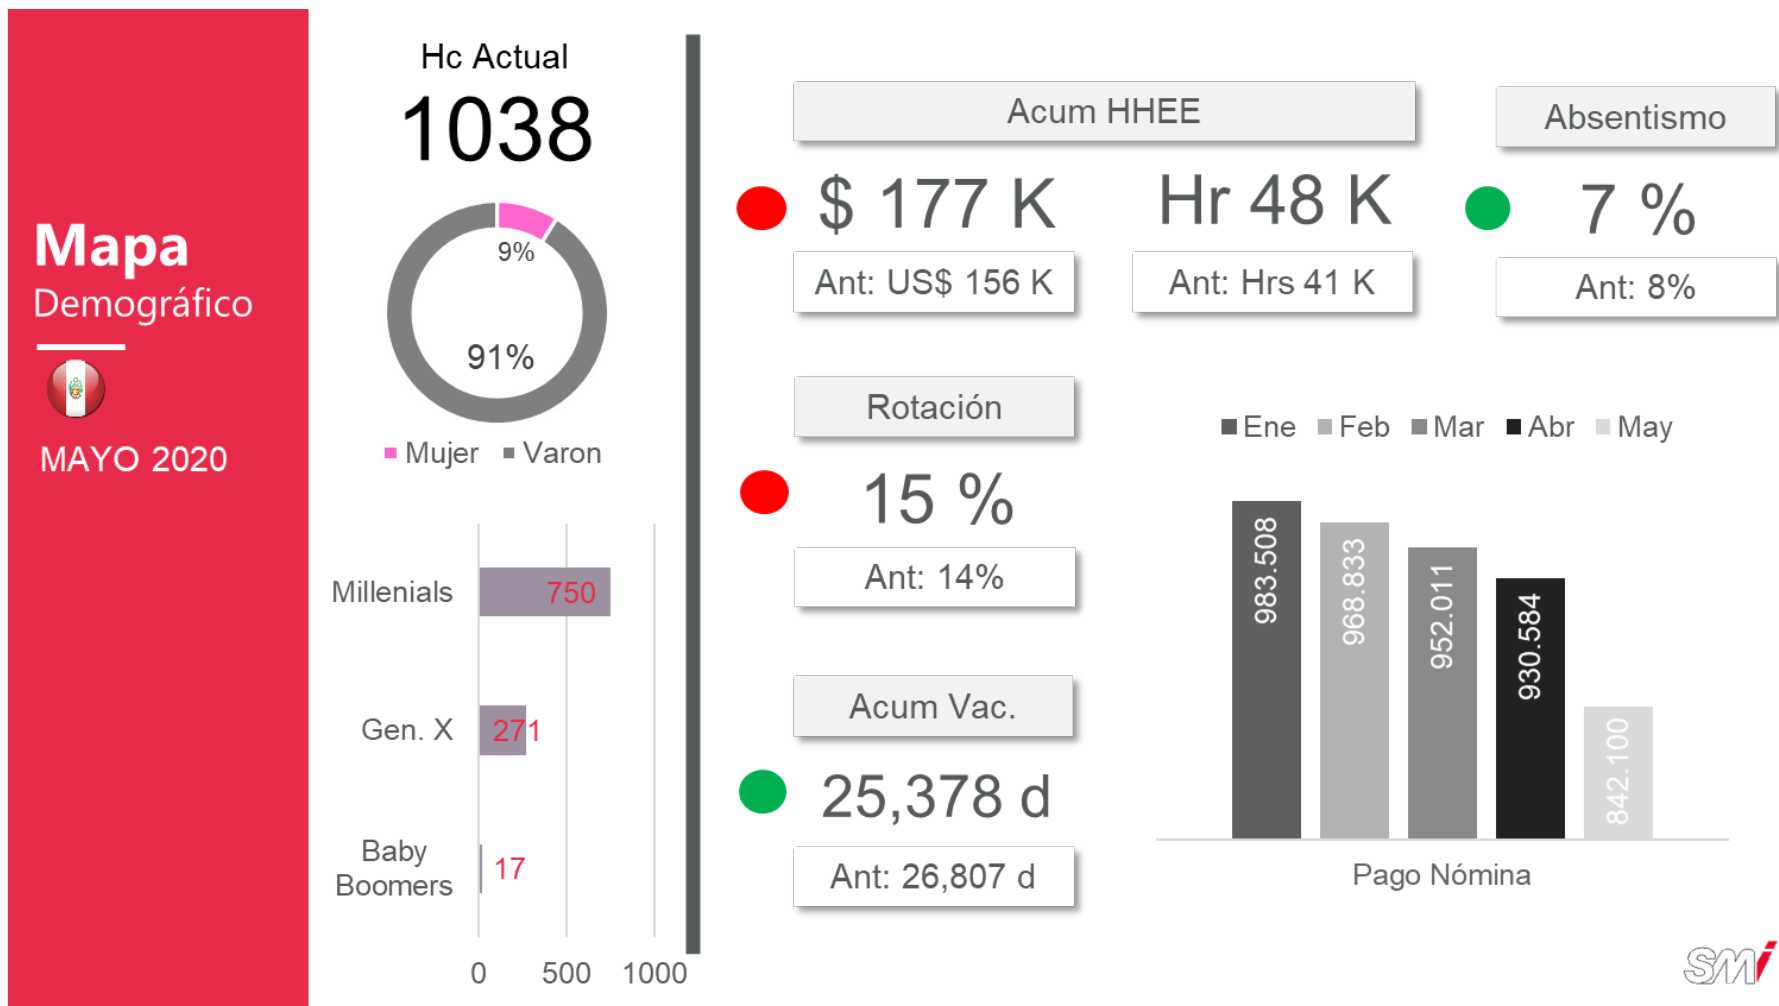 Mapa
Demográfico
MAYO 2020
Hc Actual
1038
9%
91%
Mujer Varon
Millenials 750
Gen. X 271
Baby
Boomers 17
0 500 1000
Acum HHEE
$ 177 K Hr 48 K
Ant: US$ 156 K Ant: Hrs 41 K
Absentismo
7 %
Ant: 8%
Rotación
15 %
Ant: 14%
Acum Vac.
25,378 d
Ant: 26,807 d
Ene Feb Mar Abr May
983.508
968.833
952.011
930.584
842.100
Pago Nómina
SMi